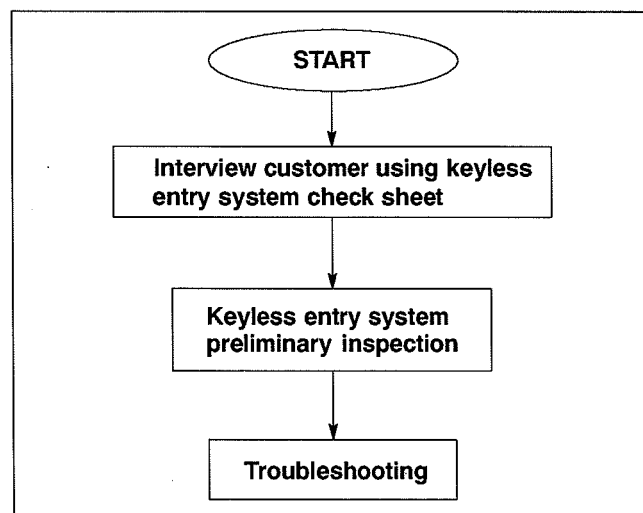 START
Interview customer using keyless
entry system check sheet
Keyless entry system
preliminary inspection
Troubleshooting